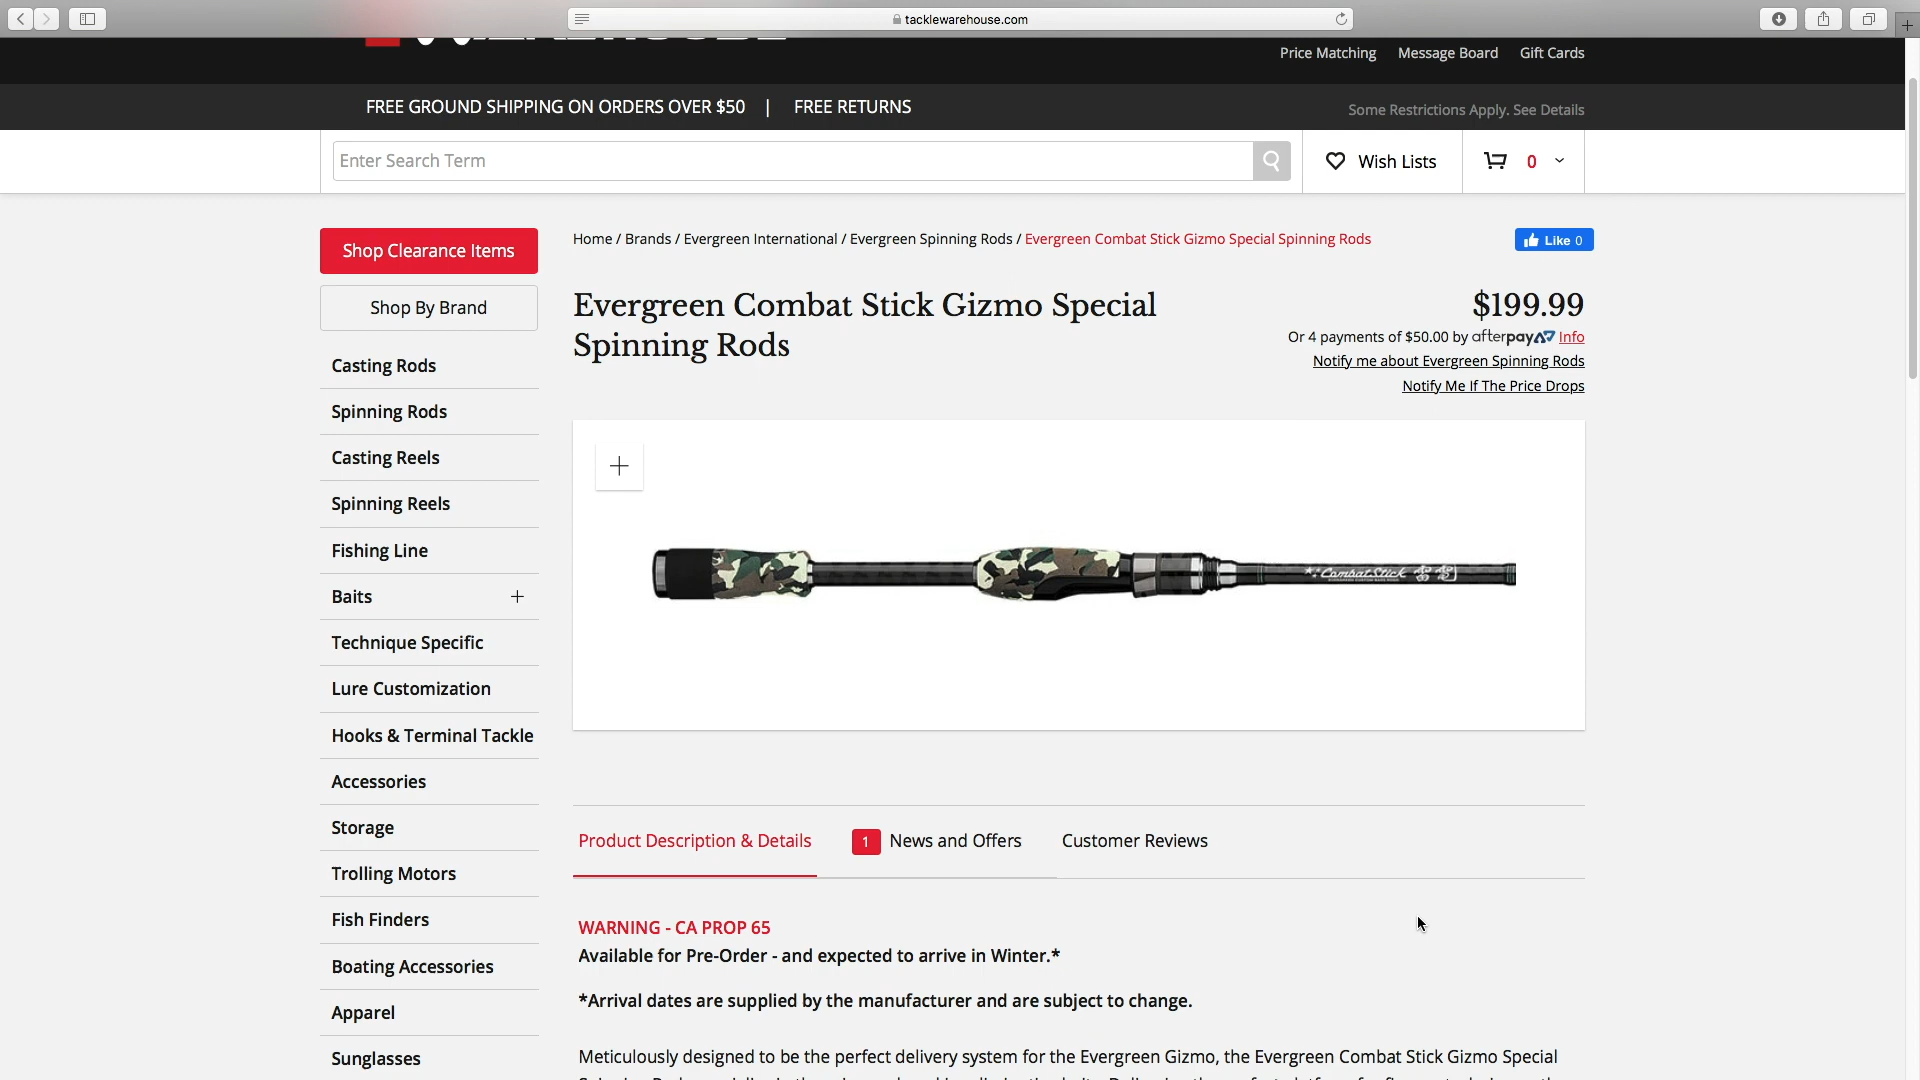 tacklewarehouse.com
Price Matching Message Board Gift Cards
FREE GROUND SHIPPING ON ORDERS OVER $50 | FREE RETURNS
Some Restrictions Apply. See Details
Enter Search Term
Wish Lists
0
Shop Clearance Items
Shop By Brand
Casting Rods
Spinning Rods
Casting Reels
Spinning Reels
Fishing Line
Baits
Technique Specific
Lure Customization
Hooks & Terminal Tackle
Accessories
Storage
Trolling Motors
Fish Finders
Boating Accessories
Apparel
Sunglasses
Home / Brands / Evergreen International / Evergreen Spinning Rods / Evergreen Combat Stick Gizmo Special Spinning Rods
Like 0
Evergreen Combat Stick Gizmo Special
Spinning Rods
$199.99
Or 4 payments of $50.00 by afterpay Info
Notify me about Evergreen Spinning Rods
Notify Me If The Price Drops
Combat Stick
Product Description & Details
1 News and Offers
Customer Reviews
WARNING - CA PROP 65
Available for Pre-Order - and expected to arrive in Winter.*
*Arrival dates are supplied by the manufacturer and are subject to change.
Meticulously designed to be the perfect delivery system for the Evergreen Gizmo, the Evergreen Combat Stick Gizmo Special